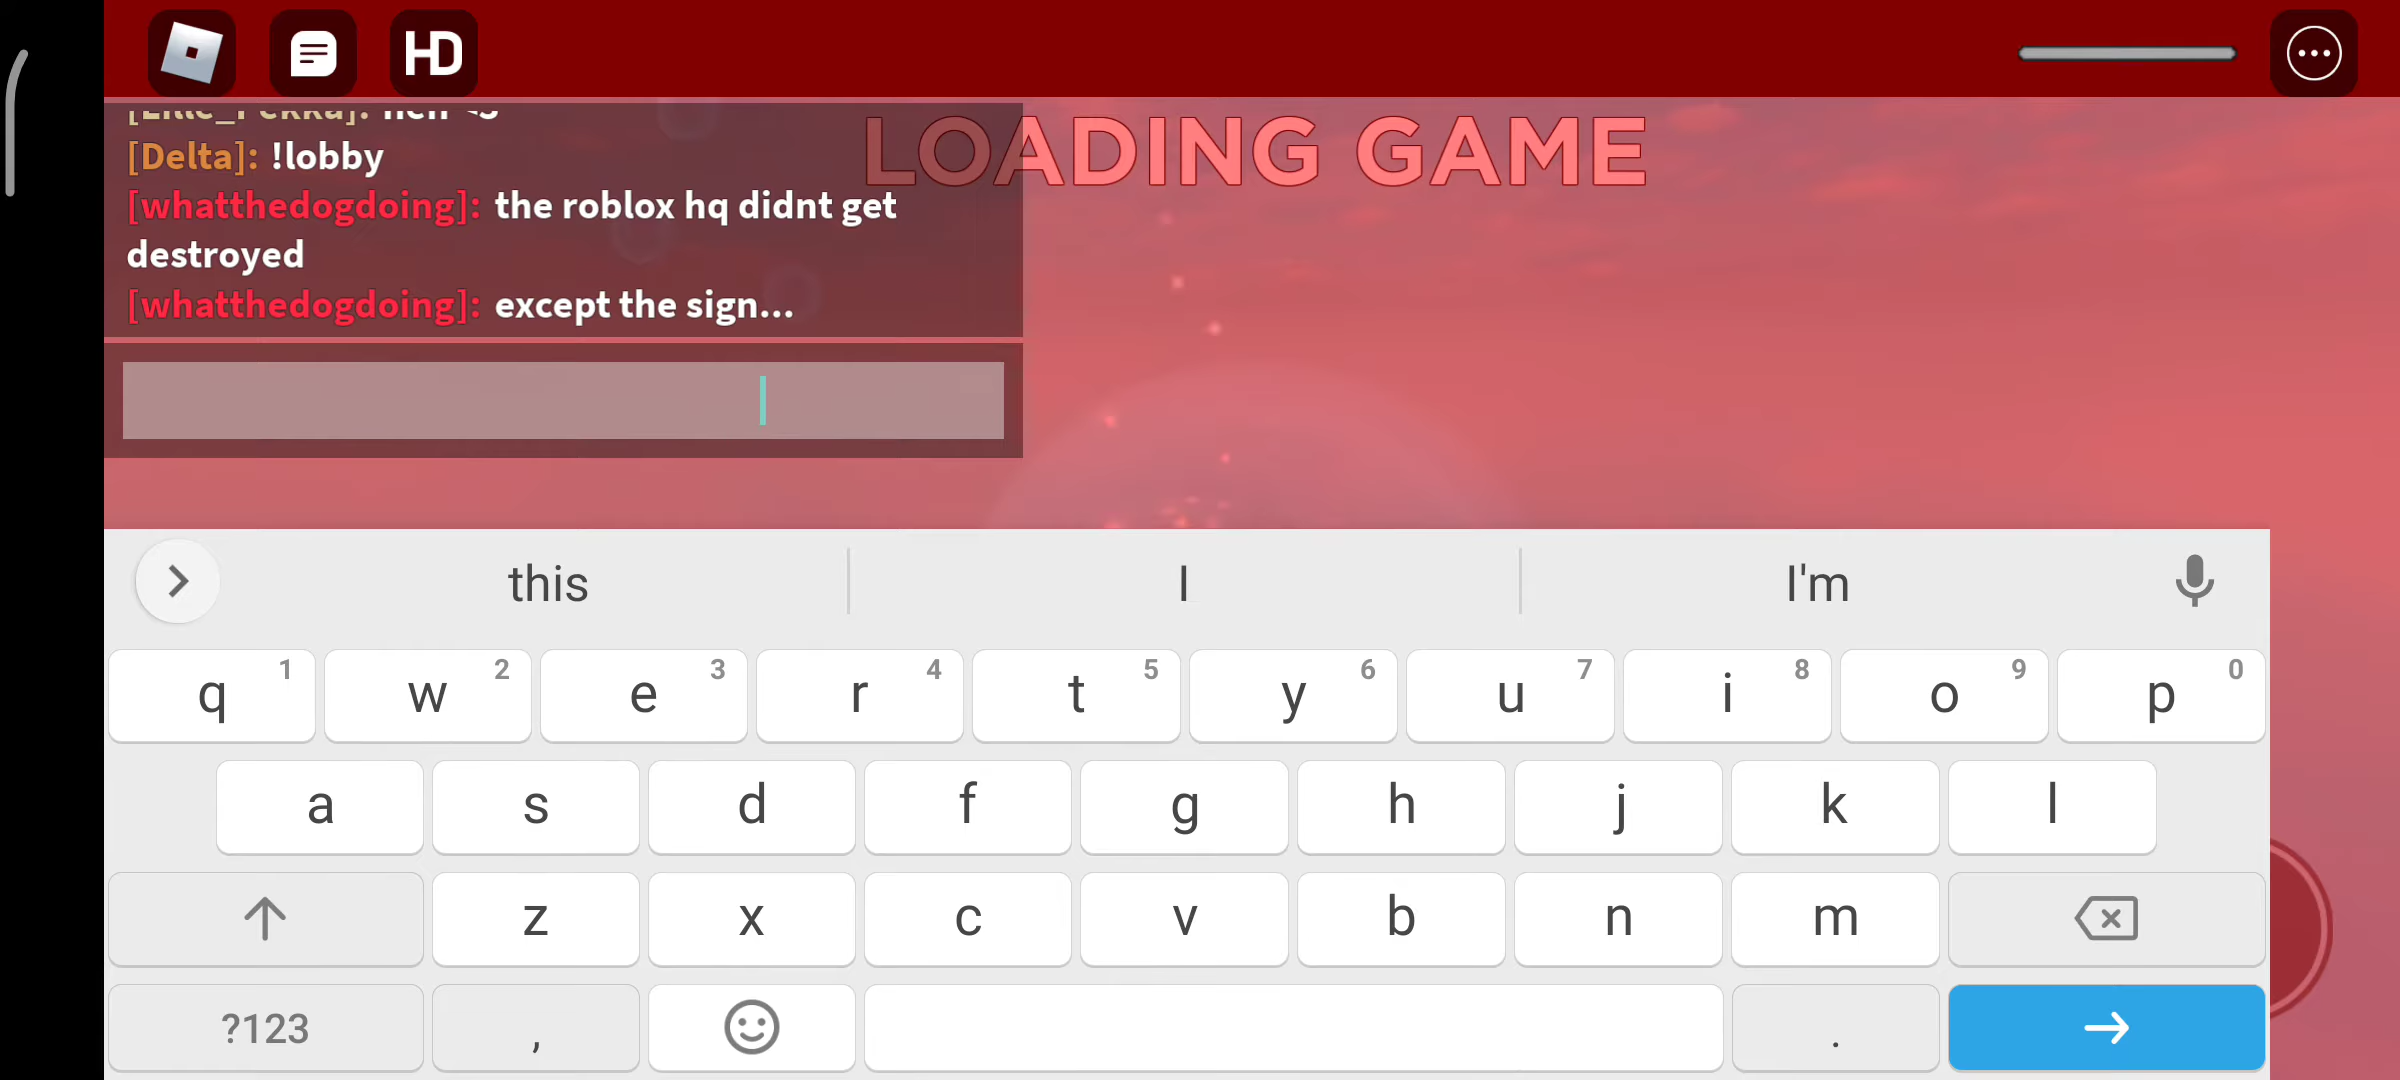 HD
LOADING GAME
[Delta]: !lobby
[whatthedogdoing]: the roblox hq didnt get
destroyed
[whatthedogdoing]: except the sign...
this I I'm
q 1 w 2 e 3 r 4 t 5 y 6 u 7 i 8 o 9 p 0
a s d f g h j k l
z x c v b n m
?123 , .